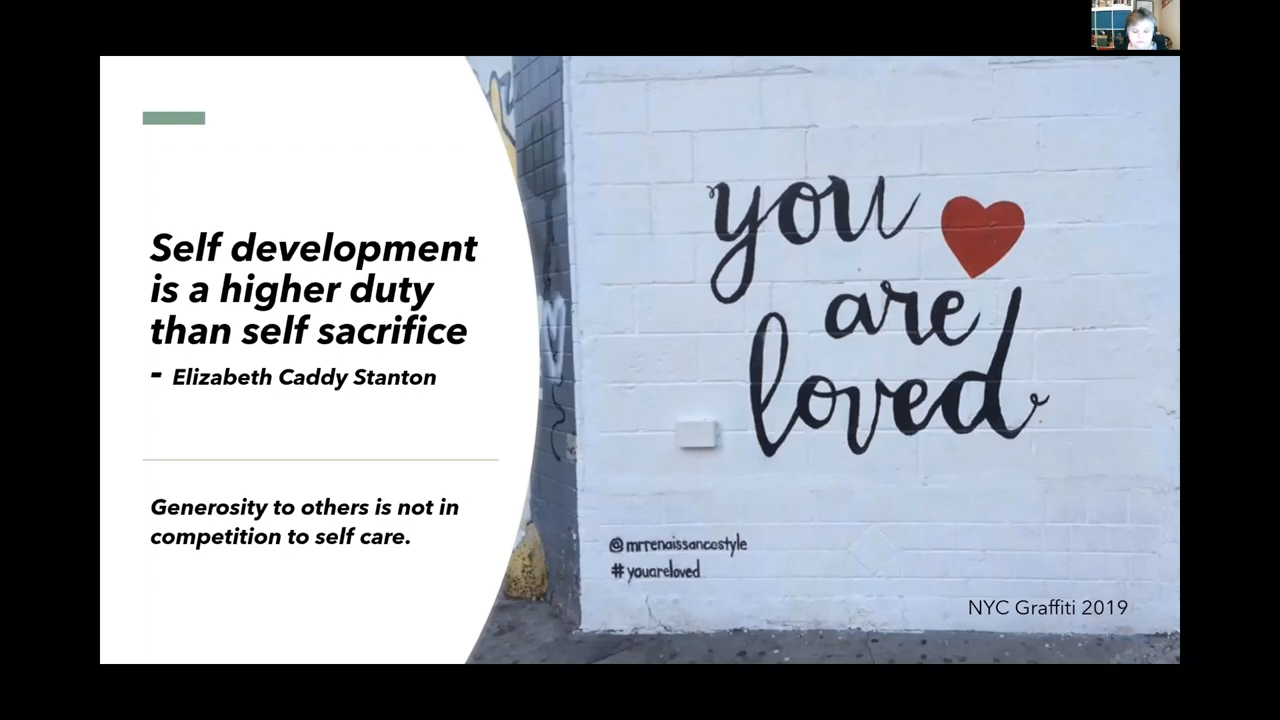 Self development
is a higher duty
than self sacrifice
- Elizabeth Caddy Stanton
Generosity to others is not in
competition to self care.
you
are
loved
@mrrenaissancestyle
#youareloved
NYC Graffiti 2019